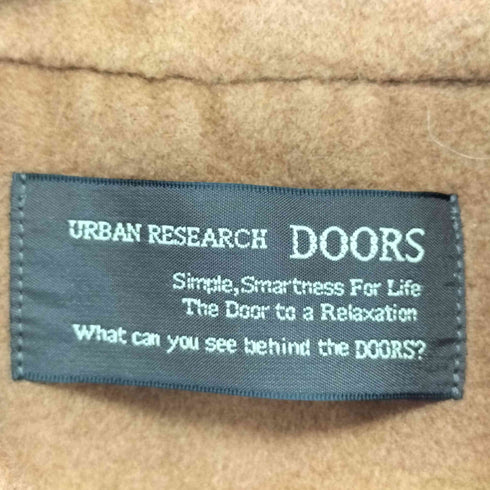 URBAN RESEARCH DOORS
Simple,Smartness For Life
The Door to a Relaxation
What can you see behind the DOORS?